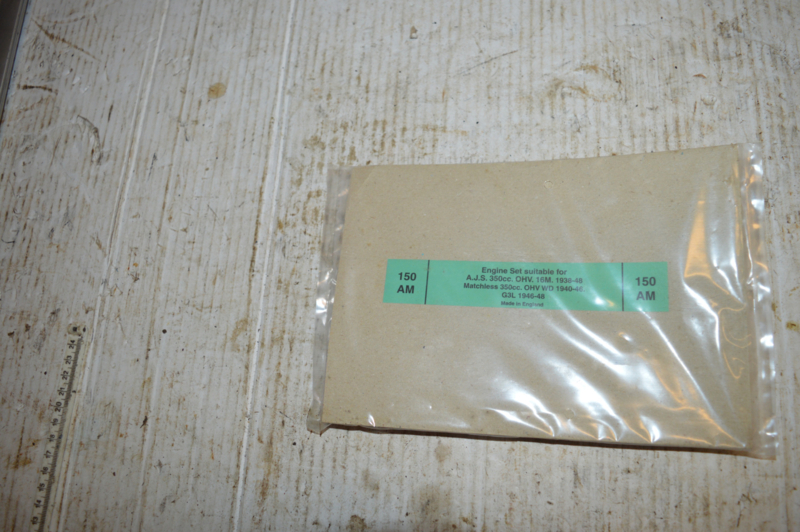 150
AM
Engine Set suitable for
A.J.S. 350cc. OHV. 16M. 1938-48
Matchless 350cc. OHV WD 1940-46
G3L 1946-48
Made in England
150
AM